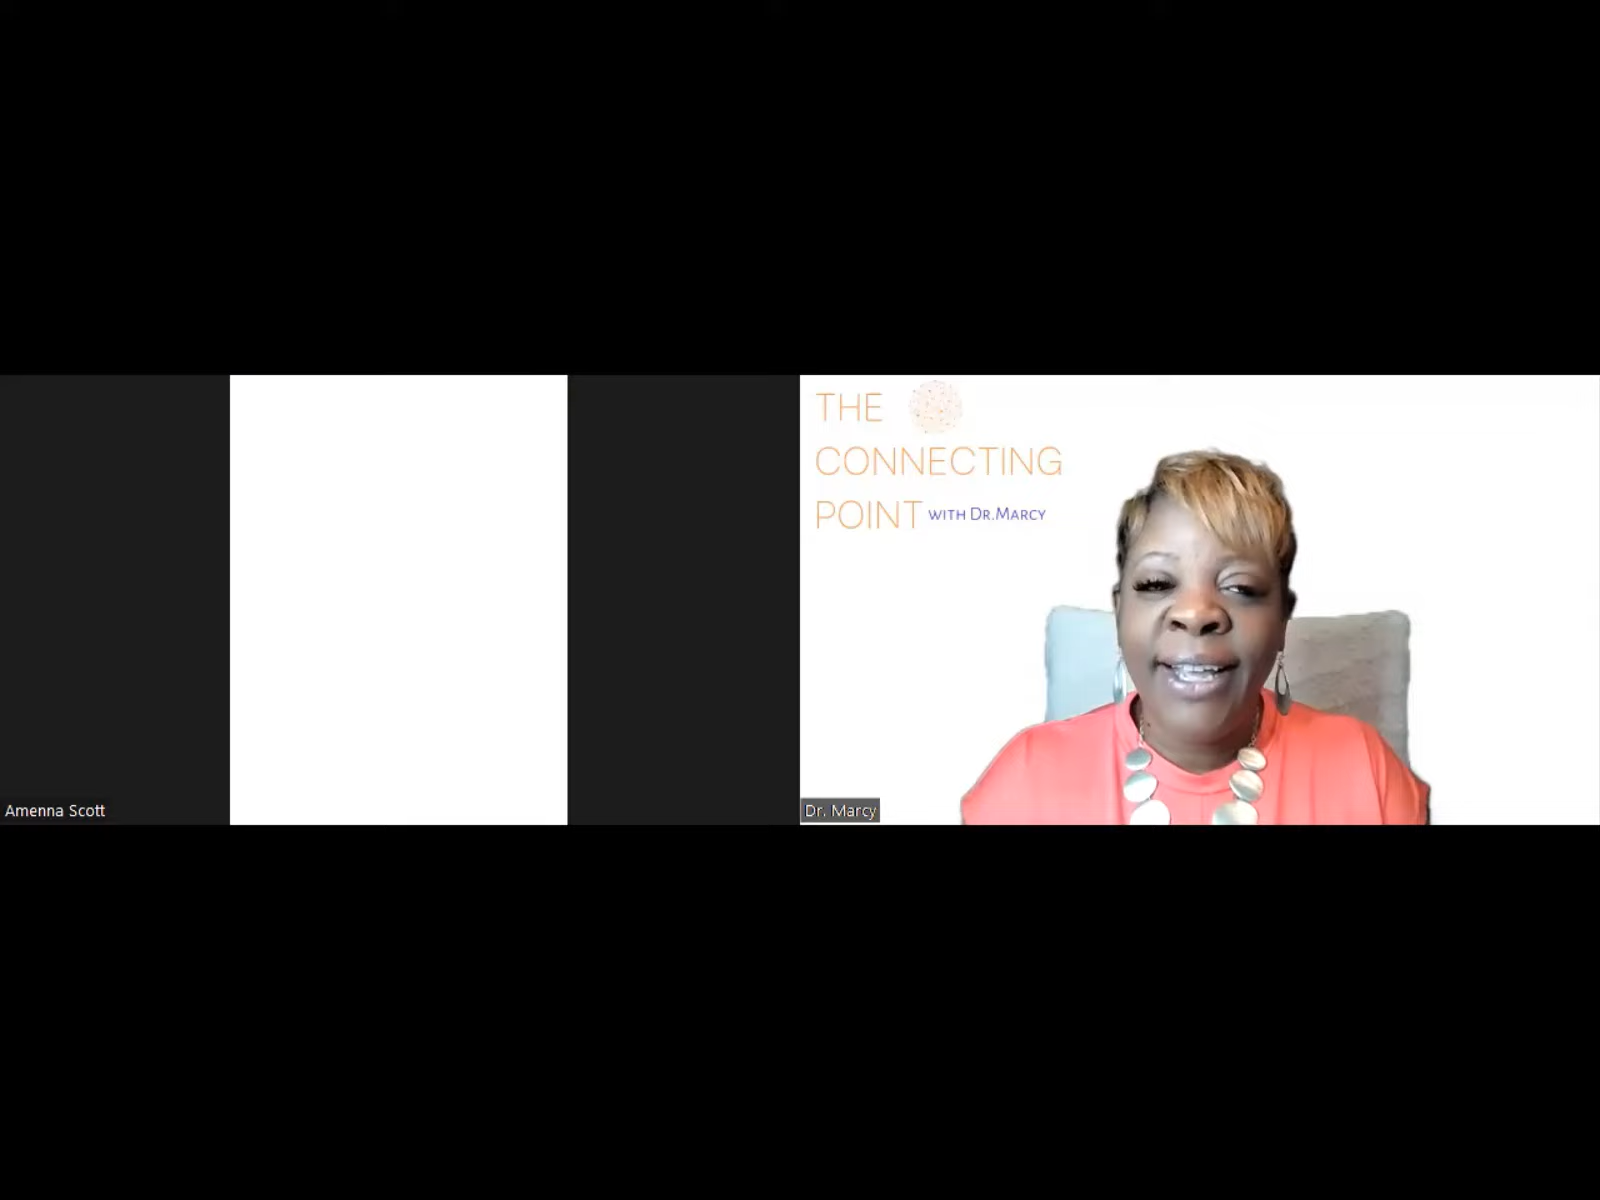 THE
CONNECTING
POINT WITH DR.MARCY
Amenna Scott
Dr. Marcy